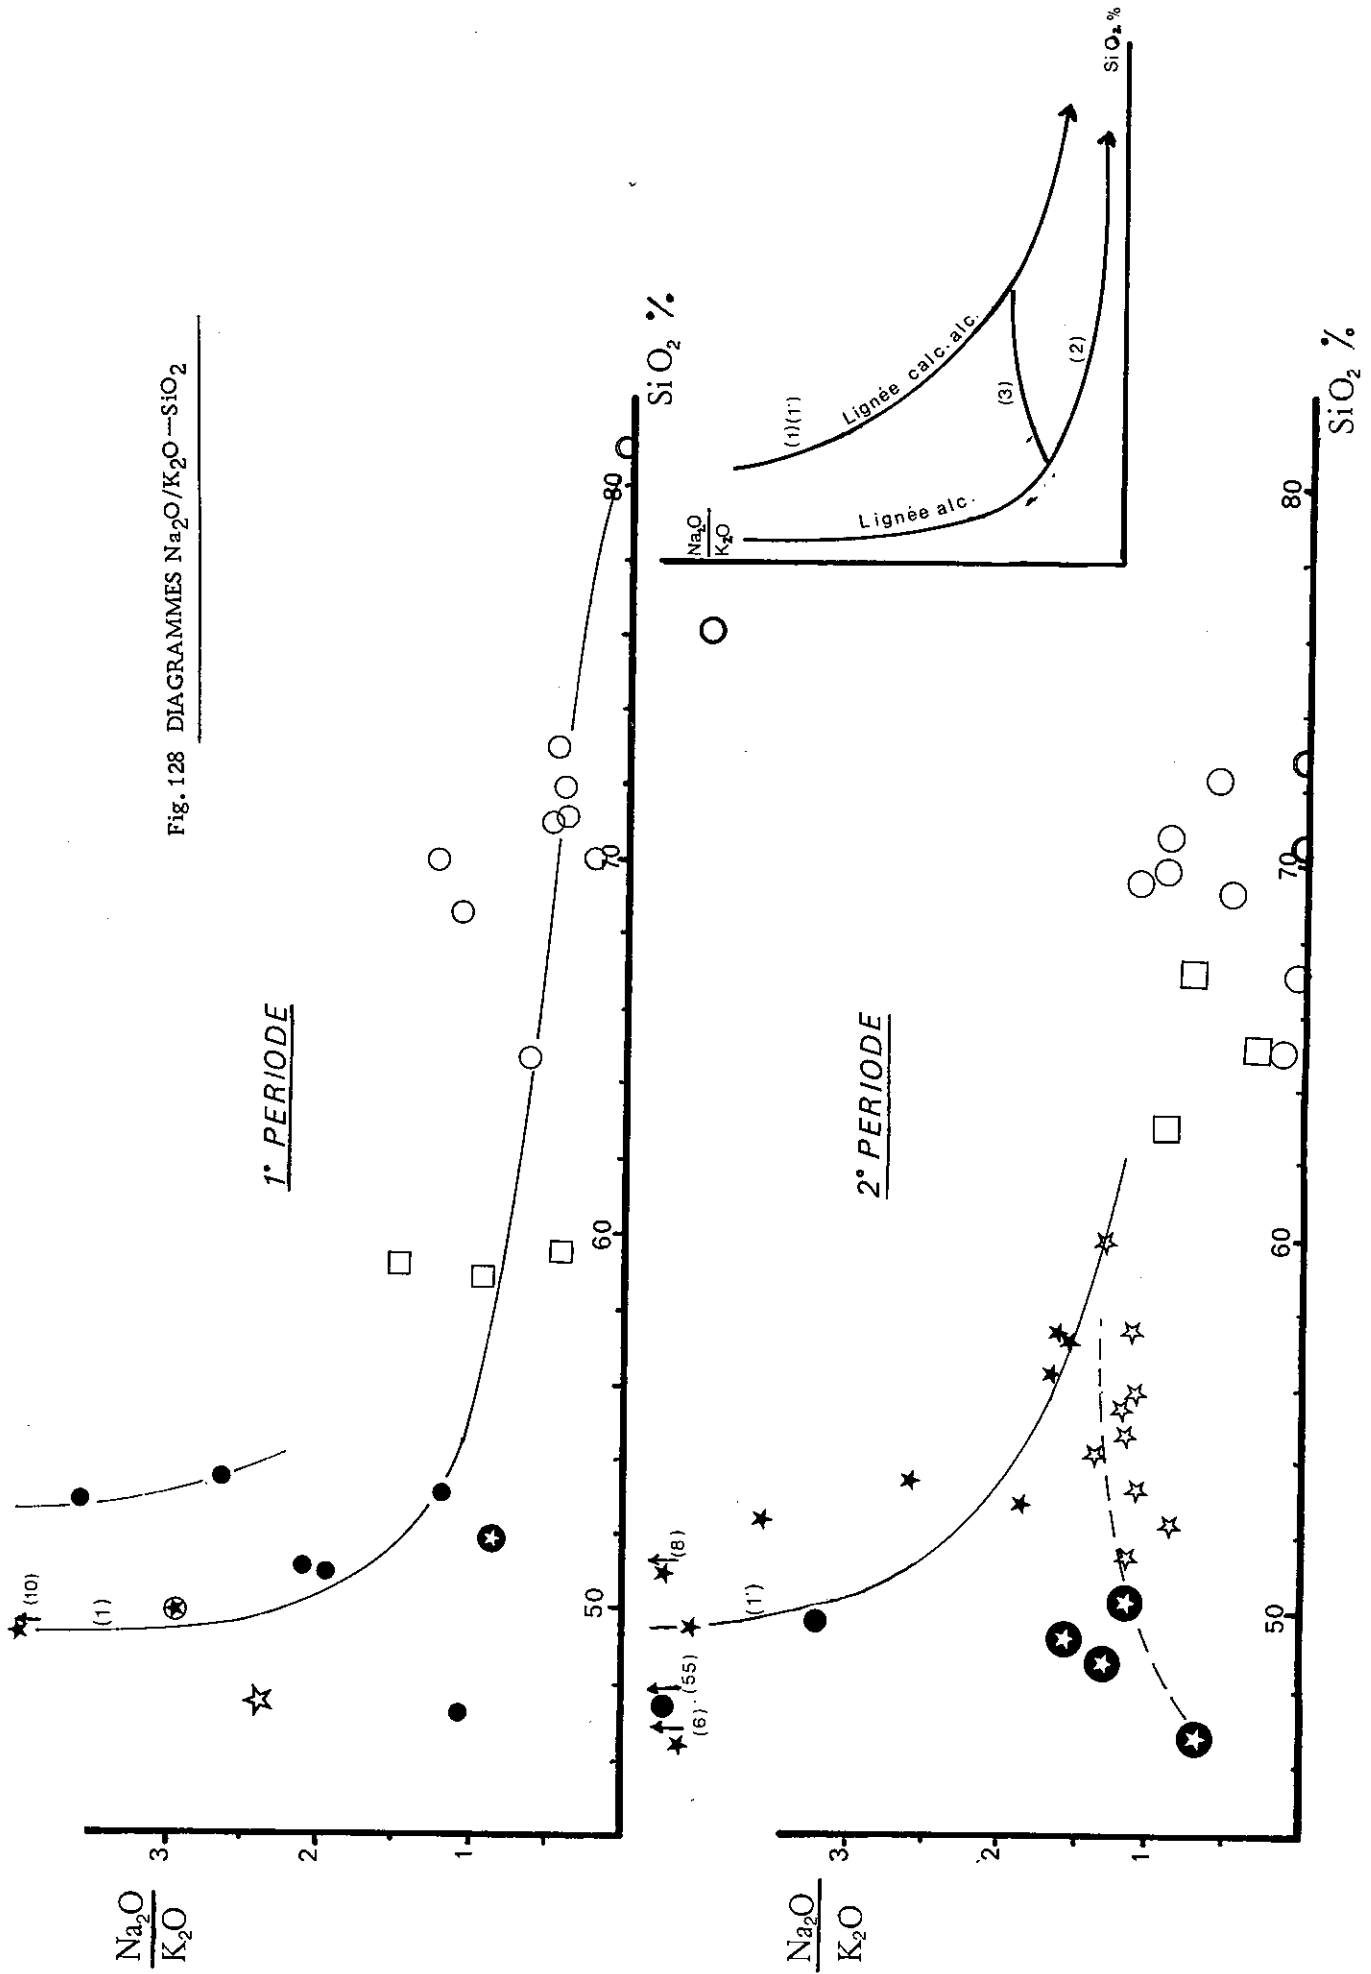 Fig. 128 DIAGRAMMES Na₂O/K₂O—SiO₂
1° PERIODE
Na₂O
K₂O
3
2
1
50
60
70
80
SiO₂ %
(10)
(1)
2° PERIODE
Na₂O
K₂O
3
2
1
50
60
70
80
SiO₂ %
(6)
(55)
(8)
(1')
Na₂O
K₂O
Lignée alc.
Lignée calc. alc.
(1)(1')
(3)
(2)
SiO₂ %